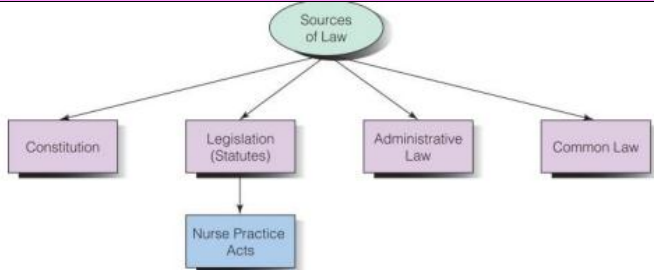 Sources
of Law
Constitution
Legislation
(Statutes)
Administrative
Law
Common Law
Nurse Practice
Acts